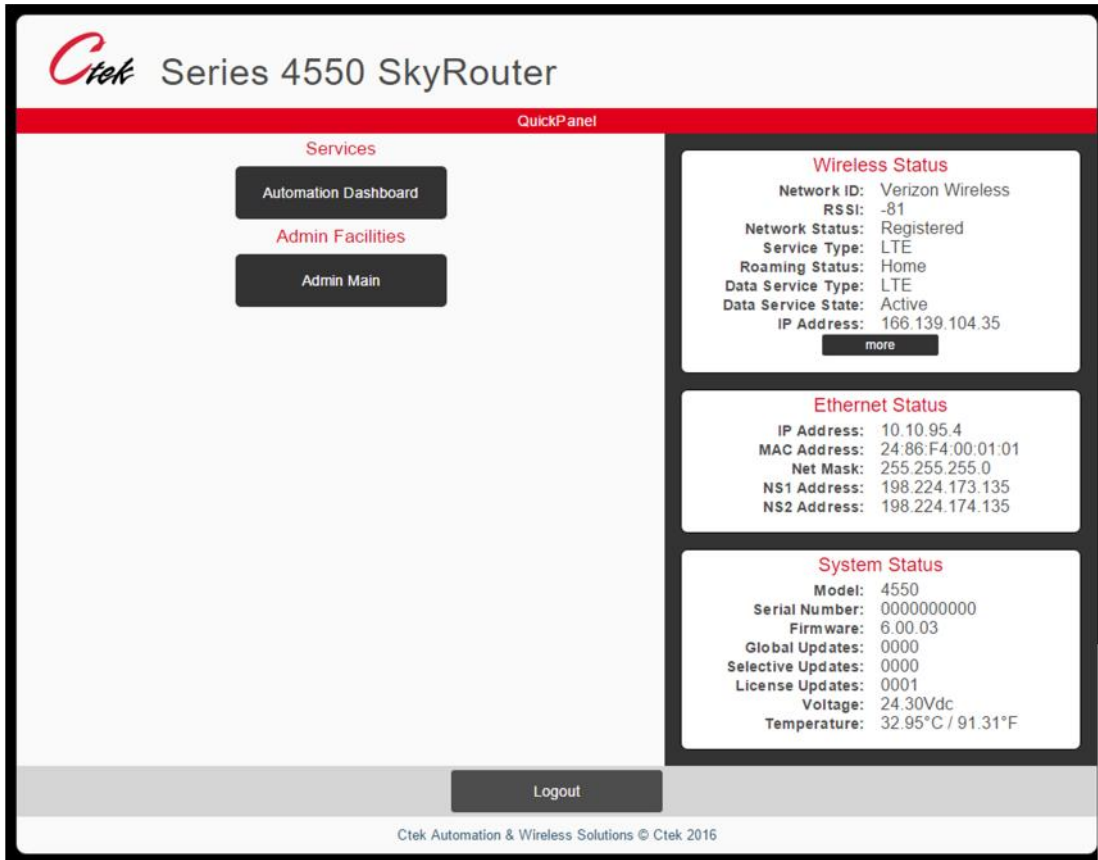 Ctek Series 4550 SkyRouter
QuickPanel
Services
Automation Dashboard
Admin Facilities
Admin Main
Wireless Status
Network ID: Verizon Wireless
RSSI: -81
Network Status: Registered
Service Type: LTE
Roaming Status: Home
Data Service Type: LTE
Data Service State: Active
IP Address: 166.139.104.35
more
Ethernet Status
IP Address: 10.10.95.4
MAC Address: 24:86:F4:00:01:01
Net Mask: 255.255.255.0
NS1 Address: 198.224.173.135
NS2 Address: 198.224.174.135
System Status
Model: 4550
Serial Number: 0000000000
Firmware: 6.00.03
Global Updates: 0000
Selective Updates: 0000
License Updates: 0001
Voltage: 24.30Vdc
Temperature: 32.95°C / 91.31°F
Logout
Ctek Automation & Wireless Solutions © Ctek 2016